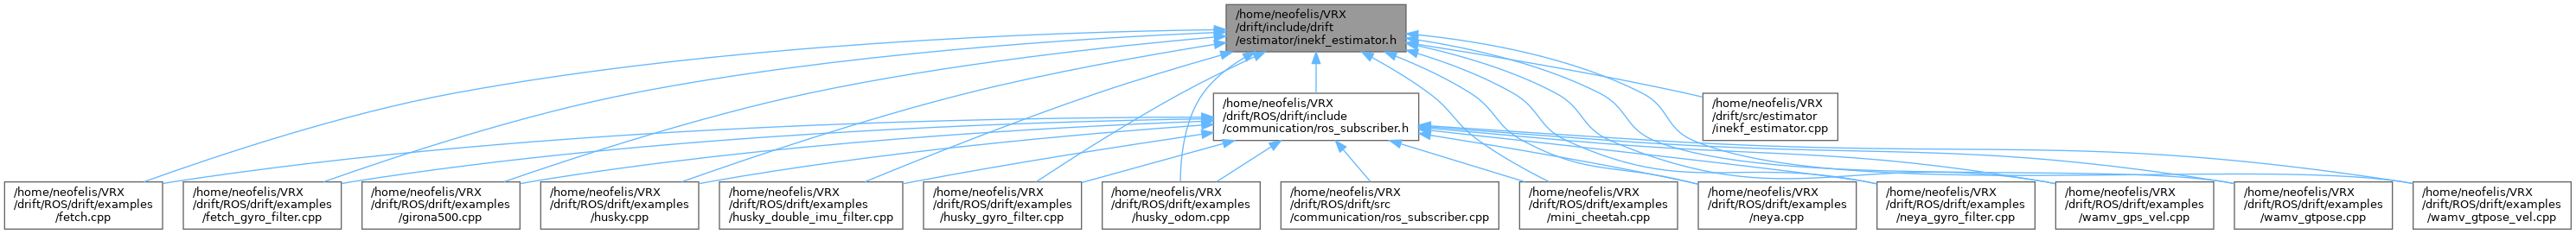 /home/neofelis/VRX
/drift/include/drift
/estimator/inekf_estimator.h
/home/neofelis/VRX
/drift/ROS/drift/include
/communication/ros_subscriber.h
/home/neofelis/VRX
/drift/src/estimator
/inekf_estimator.cpp
/home/neofelis/VRX
/drift/ROS/drift/examples
/fetch.cpp
/home/neofelis/VRX
/drift/ROS/drift/examples
/fetch_gyro_filter.cpp
/home/neofelis/VRX
/drift/ROS/drift/examples
/girona500.cpp
/home/neofelis/VRX
/drift/ROS/drift/examples
/husky.cpp
/home/neofelis/VRX
/drift/ROS/drift/examples
/husky_double_imu_filter.cpp
/home/neofelis/VRX
/drift/ROS/drift/examples
/husky_gyro_filter.cpp
/home/neofelis/VRX
/drift/ROS/drift/examples
/husky_odom.cpp
/home/neofelis/VRX
/drift/ROS/drift/src
/communication/ros_subscriber.cpp
/home/neofelis/VRX
/drift/ROS/drift/examples
/mini_cheetah.cpp
/home/neofelis/VRX
/drift/ROS/drift/examples
/neya.cpp
/home/neofelis/VRX
/drift/ROS/drift/examples
/neya_gyro_filter.cpp
/home/neofelis/VRX
/drift/ROS/drift/examples
/wamv_gps_vel.cpp
/home/neofelis/VRX
/drift/ROS/drift/examples
/wamv_gtpose.cpp
/home/neofelis/VRX
/drift/ROS/drift/examples
/wamv_gtpose_vel.cpp